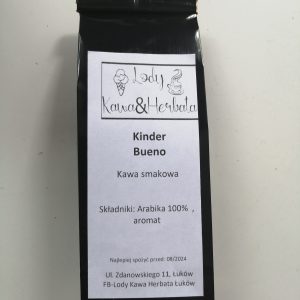 Lody
Kawa&Herbata
Kinder
Bueno
Kawa smakowa
Składniki: Arabika 100% ,
aromat
Najlepiej spożyć przed: 08/2024
Ul. Zdanowskiego 11, Łuków
FB-Lody Kawa Herbata Łuków